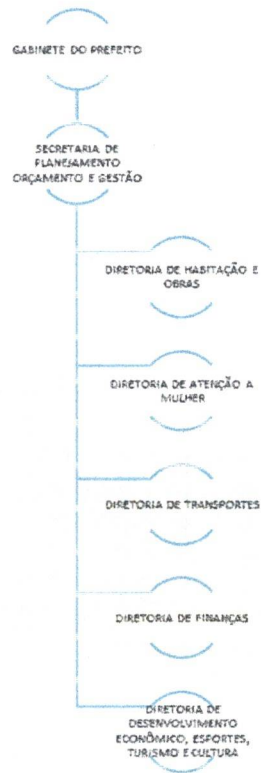 GABINETE DO PREFEITO
SECRETARIA DE
PLANEJAMENTO
ORÇAMENTO E GESTÃO
DIRETORIA DE HABITAÇÃO E
OBRAS
DIRETORIA DE ATENÇÃO A
MULHER
DIRETORIA DE TRANSPORTES
DIRETORIA DE FINANÇAS
DIRETORIA DE
DESENVOLVIMENTO
ECONÔMICO, ESPORTES,
TURISMO E CULTURA